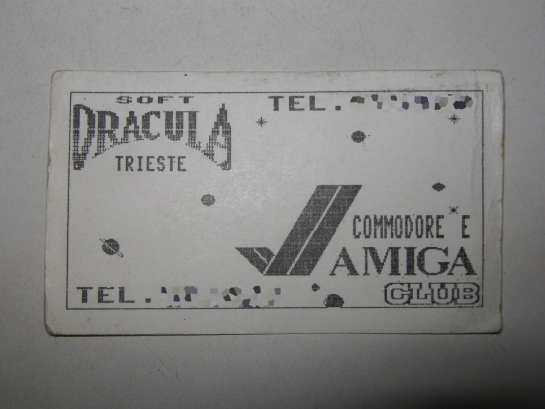 SOFT
DRACULA
TRIESTE
TEL.
COMMODORE E
AMIGA
CLUB
TEL.